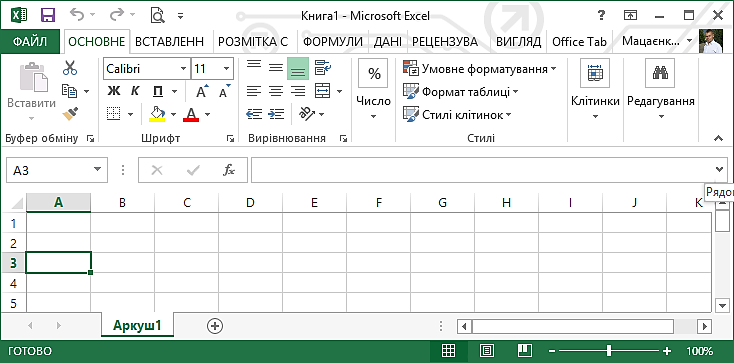 Книга1 - Microsoft Excel
ФАЙЛ ОСНОВНЕ ВСТАВЛЕНН РОЗМІТКА С ФОРМУЛИ ДАНІ РЕЦЕНЗУВА ВИГЛЯД Office Tab Мацаєнк...
Вставити
Буфер обміну
Calibri 11
Ж К П
A A
A
Шрифт
Вирівнювання
%
Число
Умовне форматування
Формат таблиці
Стилі клітинок
Стилі
Клітинки
Редагування
A3
fx
Рядо
A B C D E F G H I J K
1
2
3
4
5
Аркуш1
ГОТОВО
100%